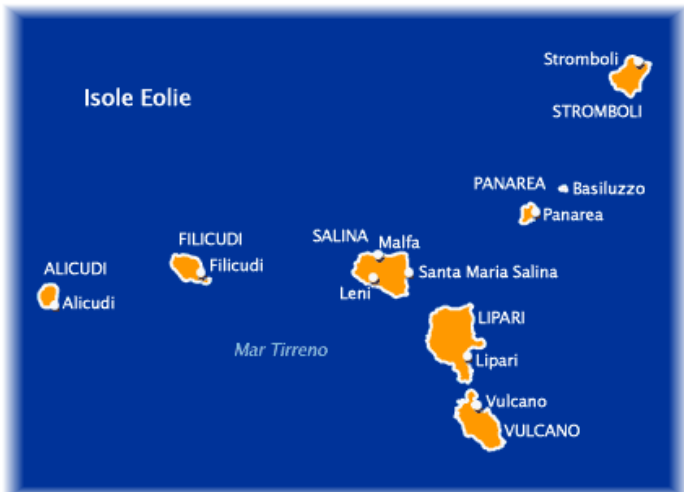 Stromboli
Isole Eolie
STROMBOLI
PANAREA
Basiluzzo
Panarea
FILICUDI
SALINA
Malfa
ALICUDI
Filicudi
Santa Maria Salina
Leni
Alicudi
LIPARI
Mar Tirreno
Lipari
Vulcano
VULCANO